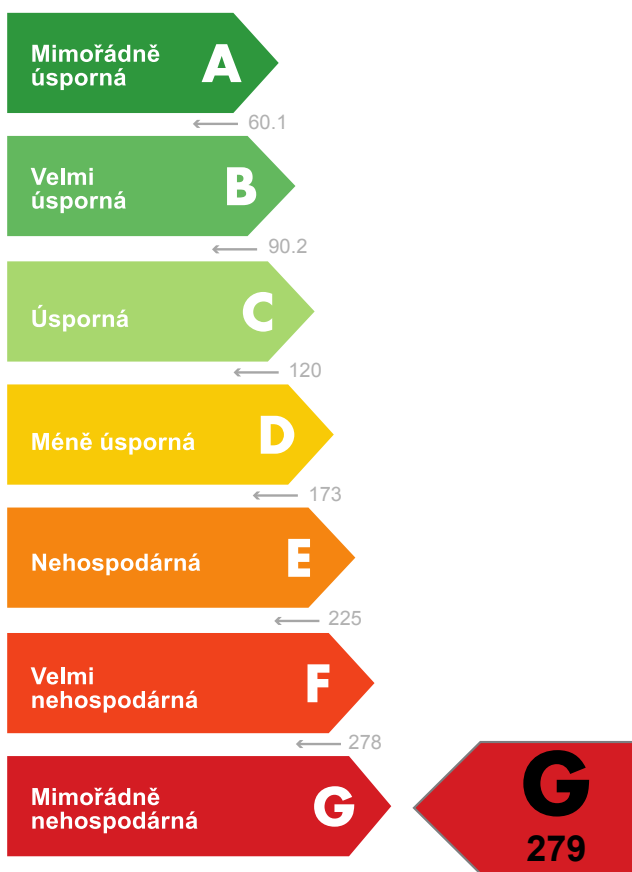 Mimořádně
úsporná
A
60.1
Velmi
úsporná
B
90.2
Úsporná
C
120
Méně úsporná
D
173
Nehospodárná
E
225
Velmi
nehospodárná
F
278
Mimořádně
nehospodárná
G
G
279